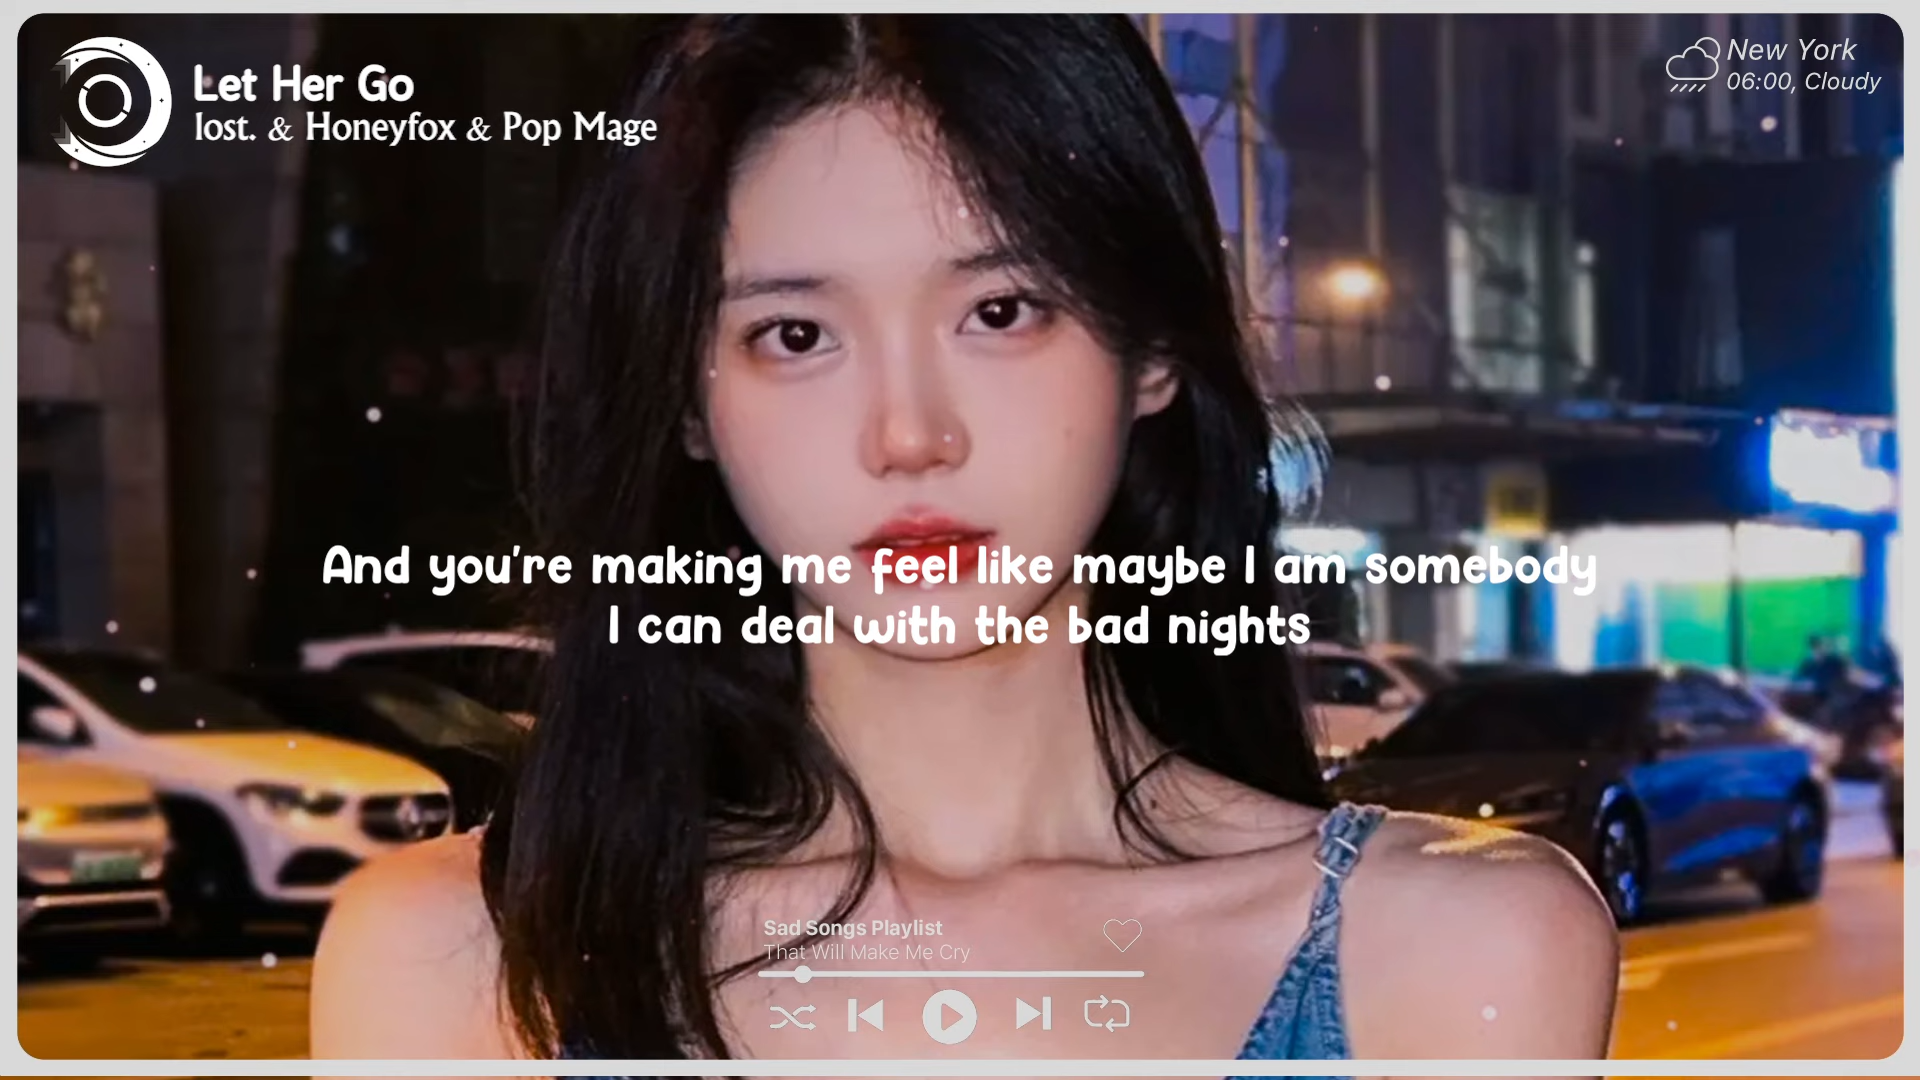 Let Her Go
lost. & Honeyfox & Pop Mage
New York
06:00, Cloudy
And you're making me feel like maybe I am somebody
I can deal with the bad nights
Sad Songs Playlist
That Will Make Me Cry